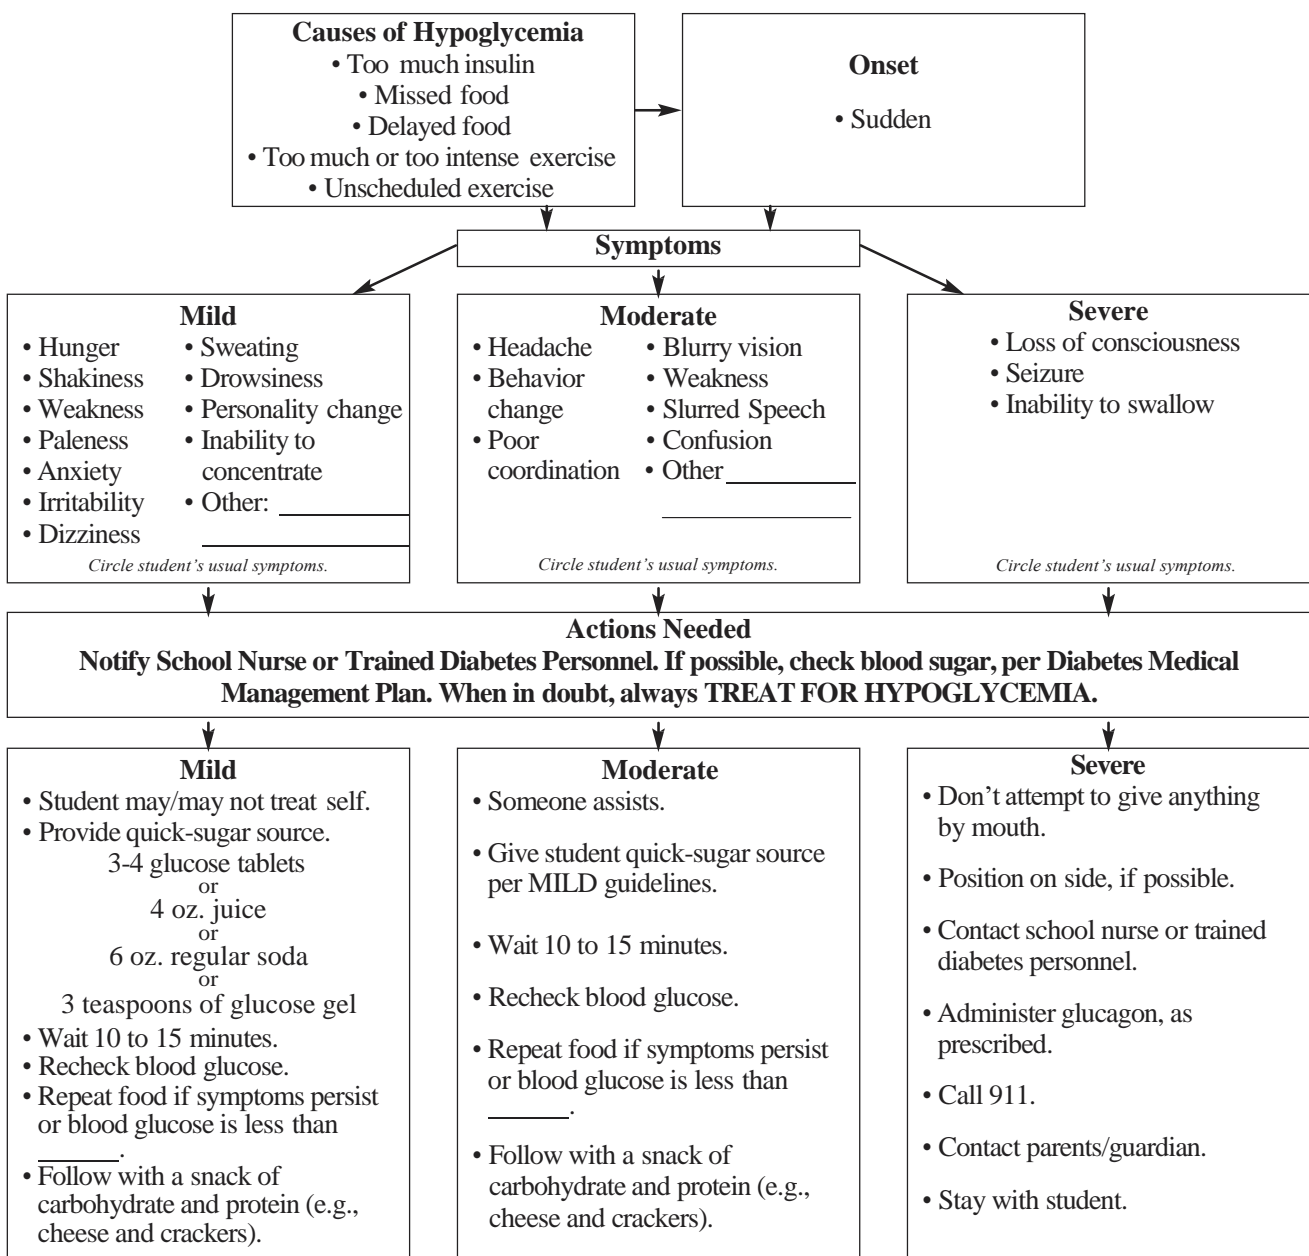 Causes of Hypoglycemia
• Too much insulin
• Missed food
• Delayed food
• Too much or too intense exercise
• Unscheduled exercise
Onset
• Sudden
Symptoms
Mild
• Hunger
• Shakiness
• Weakness
• Paleness
• Anxiety
• Irritability
• Dizziness
• Sweating
• Drowsiness
• Personality change
• Inability to
concentrate
• Other: ____________
____________
Circle student’s usual symptoms.
Moderate
• Headache
• Behavior
change
• Poor
coordination
• Blurry vision
• Weakness
• Slurred Speech
• Confusion
• Other ____________
____________
Circle student’s usual symptoms.
Severe
• Loss of consciousness
• Seizure
• Inability to swallow
Circle student’s usual symptoms.
Actions Needed
Notify School Nurse or Trained Diabetes Personnel. If possible, check blood sugar, per Diabetes Medical
Management Plan. When in doubt, always TREAT FOR HYPOGLYCEMIA.
Mild
• Student may/may not treat self.
• Provide quick-sugar source.
3-4 glucose tablets
or
4 oz. juice
or
6 oz. regular soda
or
3 teaspoons of glucose gel
• Wait 10 to 15 minutes.
• Recheck blood glucose.
• Repeat food if symptoms persist
or blood glucose is less than
______.
• Follow with a snack of
carbohydrate and protein (e.g.,
cheese and crackers).
Moderate
• Someone assists.
• Give student quick-sugar source
per MILD guidelines.
• Wait 10 to 15 minutes.
• Recheck blood glucose.
• Repeat food if symptoms persist
or blood glucose is less than
______.
• Follow with a snack of
carbohydrate and protein (e.g.,
cheese and crackers).
Severe
• Don’t attempt to give anything
by mouth.
• Position on side, if possible.
• Contact school nurse or trained
diabetes personnel.
• Administer glucagon, as
prescribed.
• Call 911.
• Contact parents/guardian.
• Stay with student.